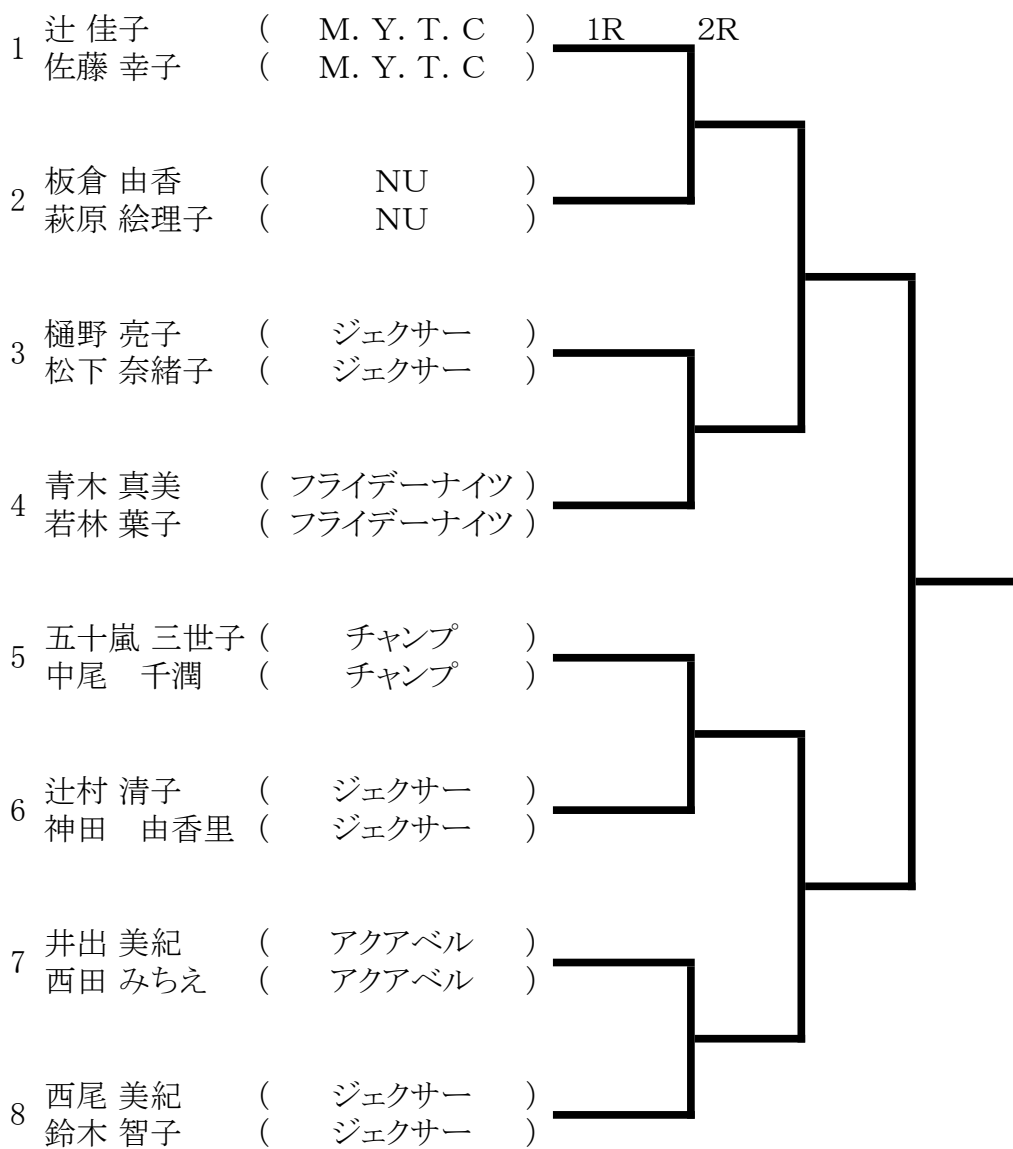 1R 2R
1 辻 佳子 ( M. Y. T. C )
佐藤 幸子 ( M. Y. T. C )
2 板倉 由香 ( NU )
萩原 絵理子 ( NU )
3 樋野 亮子 ( ジェクサー )
松下 奈緒子 ( ジェクサー )
4 青木 真美 ( フライデーナイツ )
若林 葉子 ( フライデーナイツ )
5 五十嵐 三世子 ( チャンプ )
中尾 千潤 ( チャンプ )
6 辻村 清子 ( ジェクサー )
神田 由香里 ( ジェクサー )
7 井出 美紀 ( アクアベル )
西田 みちえ ( アクアベル )
8 西尾 美紀 ( ジェクサー )
鈴木 智子 ( ジェクサー )